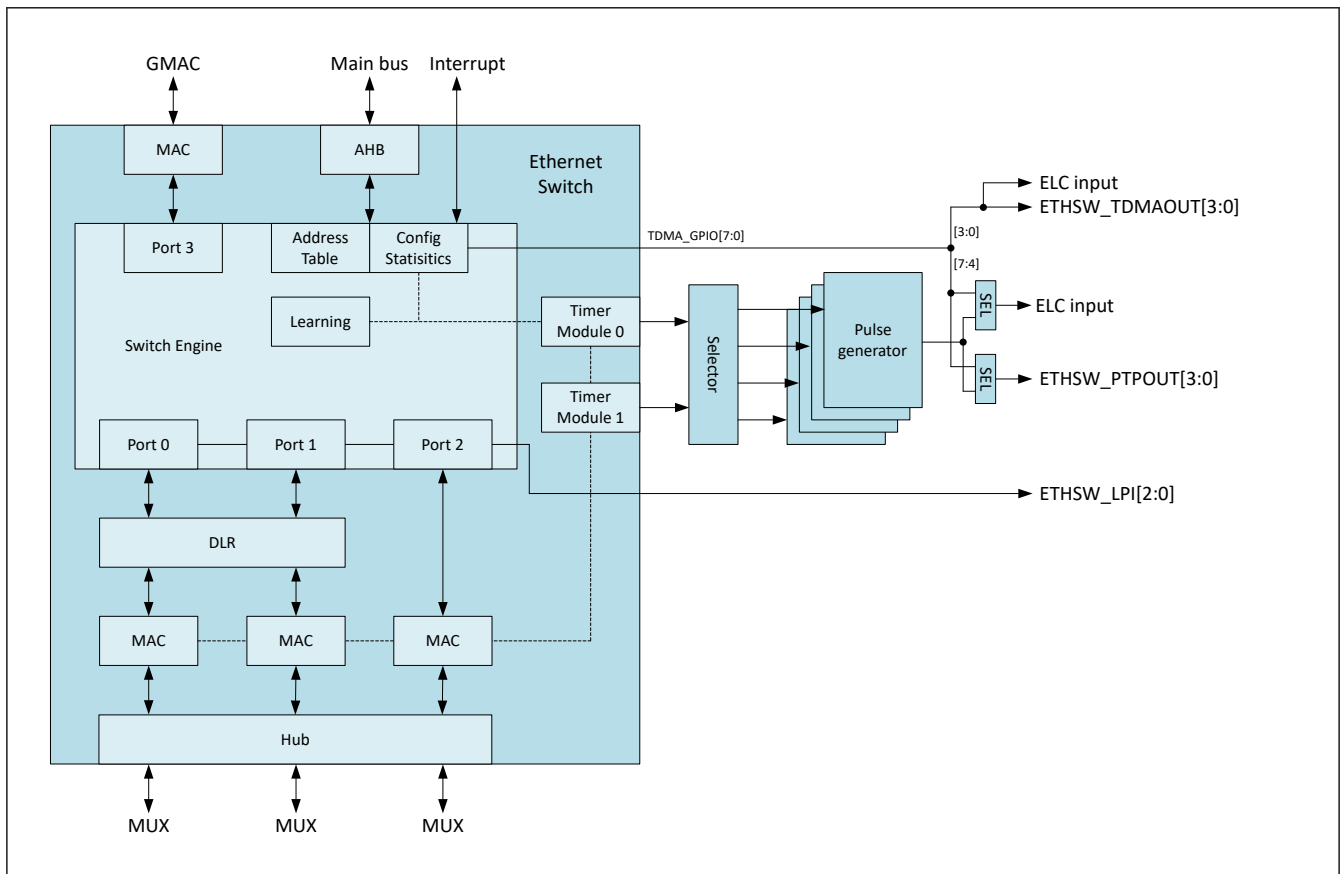 GMAC
Main bus
Interrupt
MAC
AHB
Ethernet
Switch
ELC input
ETHSW_TDMAOUT[3:0]
Port 3
Address
Table
Config
Statisitics
TDMA_GPIO[7:0]
[3:0]
[7:4]
SEL
ELC input
Learning
Timer
Module 0
Selector
Pulse
generator
Switch Engine
SEL
ETHSW_PTPOUT[3:0]
Timer
Module 1
Port 0
Port 1
Port 2
ETHSW_LPI[2:0]
DLR
MAC
MAC
MAC
Hub
MUX
MUX
MUX